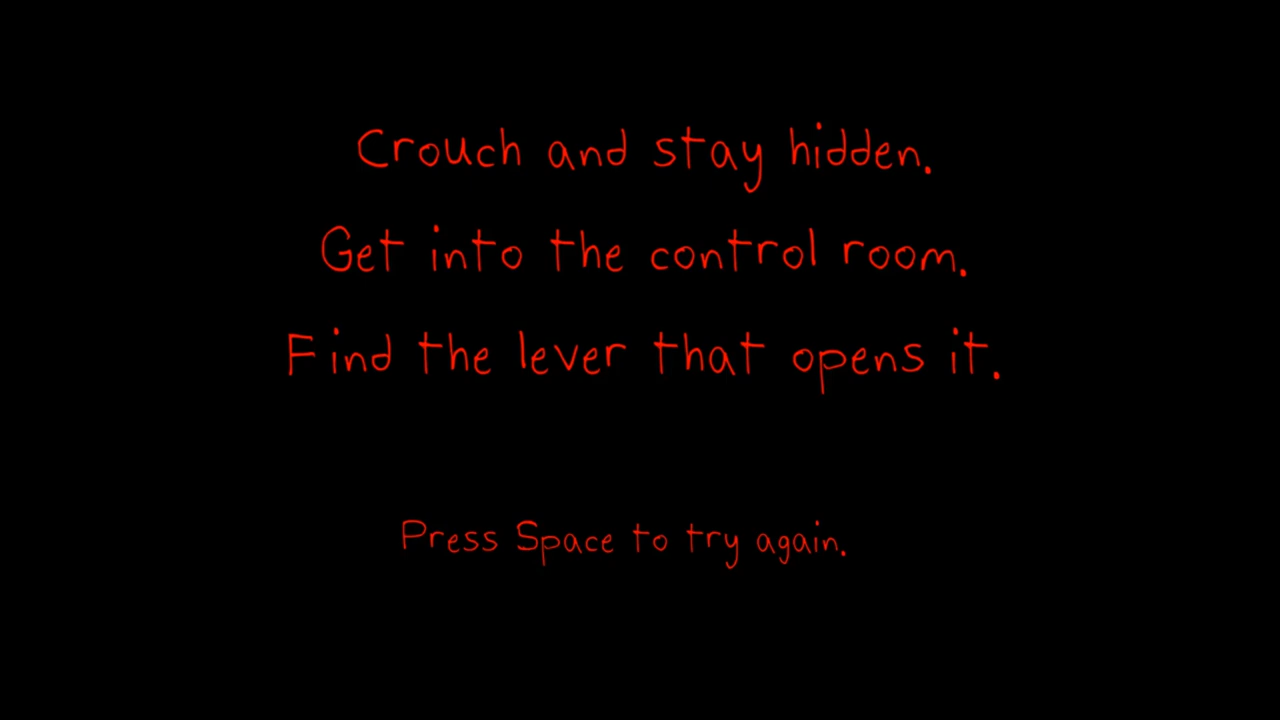 Crouch and stay hidden.
Get into the control room.
Find the lever that opens it.
Press Space to try again.